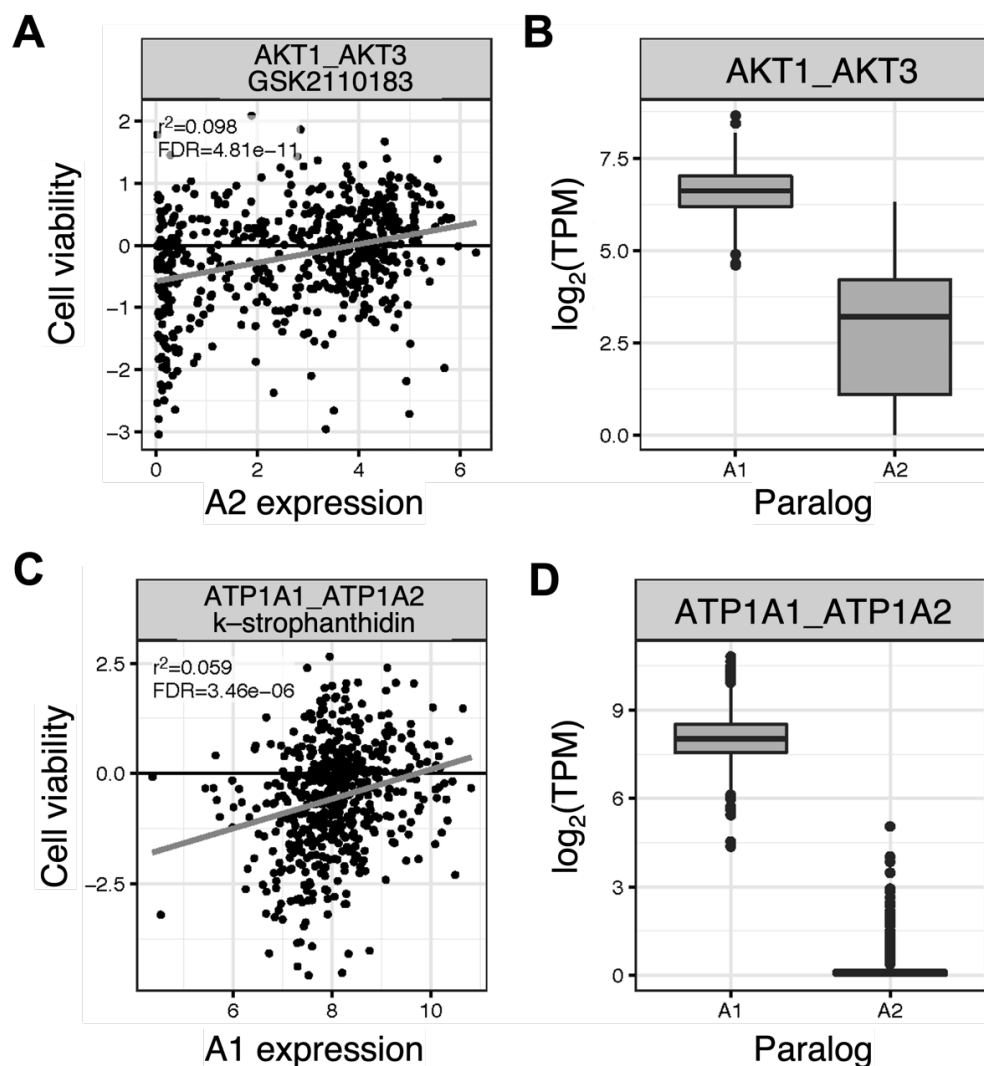 A
AKT1_AKT3
GSK2110183
r²=0.098
FDR=4.81e−11
Cell viability
2
1
0
−1
−2
−3
0 2 4 6
A2 expression
B
AKT1_AKT3
log₂(TPM)
7.5
5.0
2.5
0.0
A1 A2
Paralog
C
ATP1A1_ATP1A2
k−strophanthidin
r²=0.059
FDR=3.46e−06
Cell viability
2.5
0.0
−2.5
6 8 10
A1 expression
D
ATP1A1_ATP1A2
log₂(TPM)
9
6
3
0
A1 A2
Paralog